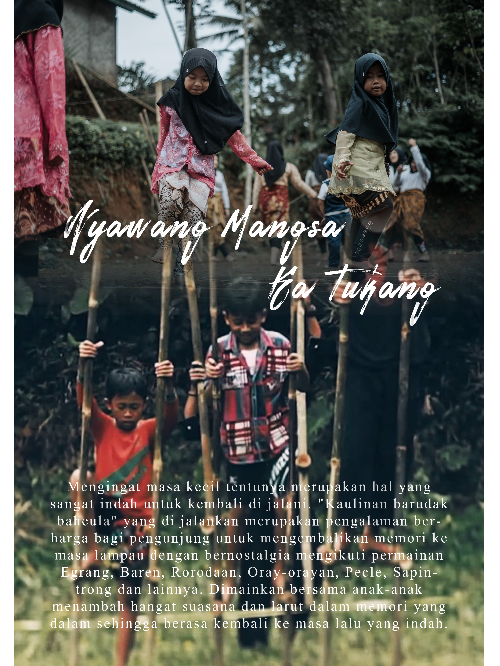 Nyawang Mangsa
Ka Tukang
Mengingat masa kecil tentunya merupakan hal yang
sangat indah untuk kembali di jalani. "Kaulinan barudak
baheula" yang di jalankan merupakan pengalaman ber-
harga bagi pengunjung untuk mengembalikan memori ke
masa lampau dengan bernostalgia mengikuti permainan
Egrang, Baren, Rorodaan, Oray-orayan, Pecle, Sapin-
trong dan lainnya. Dimainkan bersama anak-anak
menambah hangat suasana dan larut dalam memori yang
dalam sehingga berasa kembali ke masa lalu yang indah.